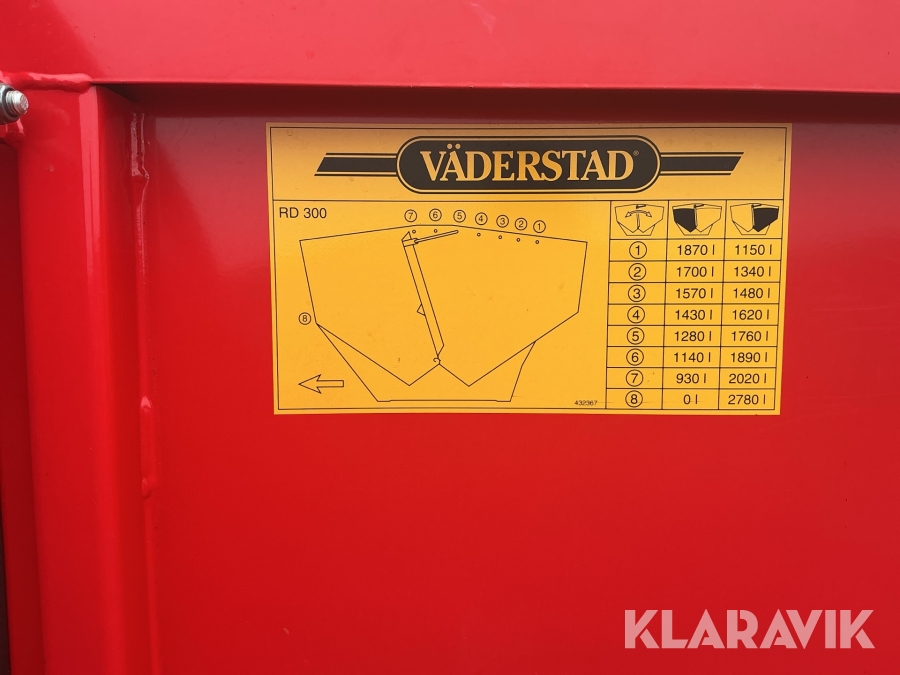 VÄDERSTAD®
RD 300
7 6 5 4 3 2 1
8
1 1870 l 1150 l
2 1700 l 1340 l
3 1570 l 1480 l
4 1430 l 1620 l
5 1280 l 1760 l
6 1140 l 1890 l
7 930 l 2020 l
8 0 l 2780 l
432367
KLARAVIK